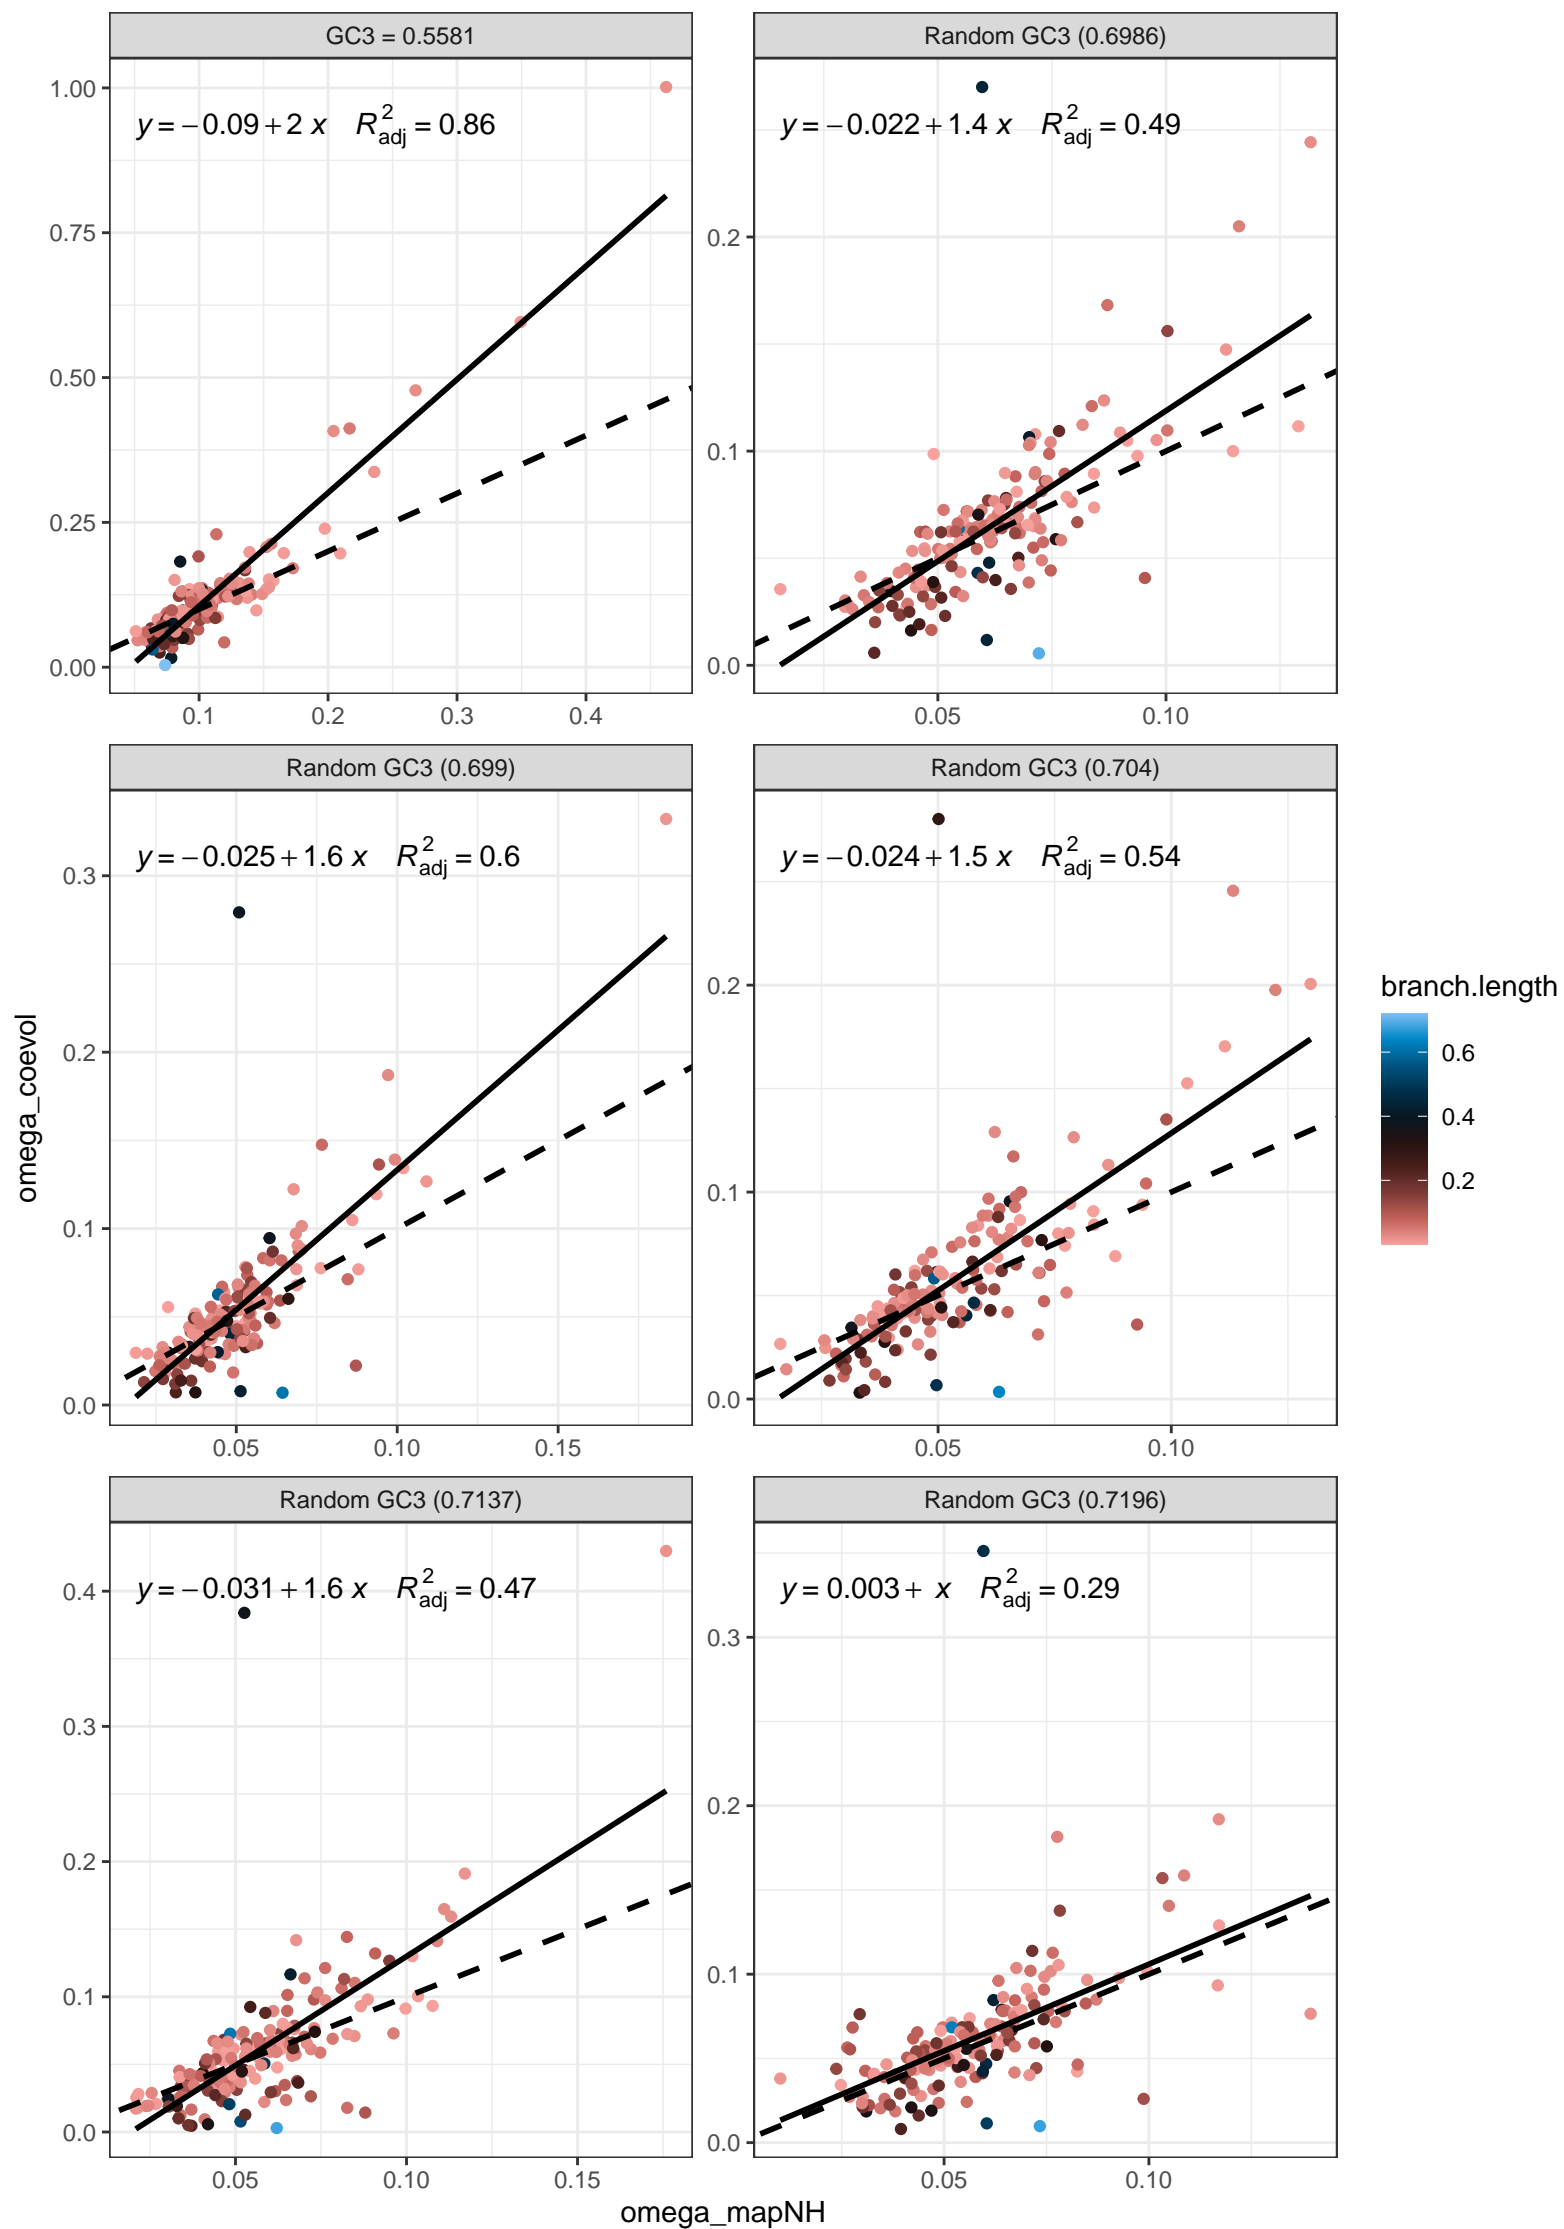 GC3 = 0.5581
Random GC3 (0.6986)
1.00
0.75
0.50
0.25
0.00
y = −0.09 + 2 x R²adj = 0.86
0.1 0.2 0.3 0.4
0.2
0.1
0.0
y = −0.022 + 1.4 x R²adj = 0.49
0.05 0.10
Random GC3 (0.699)
Random GC3 (0.704)
0.3
0.2
0.1
0.0
y = −0.025 + 1.6 x R²adj = 0.6
0.05 0.10 0.15
0.2
0.1
0.0
y = −0.024 + 1.5 x R²adj = 0.54
0.05 0.10
Random GC3 (0.7137)
Random GC3 (0.7196)
0.4
0.3
0.2
0.1
0.0
y = −0.031 + 1.6 x R²adj = 0.47
0.05 0.10 0.15
0.3
0.2
0.1
0.0
y = 0.003 + x R²adj = 0.29
0.05 0.10
omega_coevol
omega_mapNH
branch.length
0.6
0.4
0.2